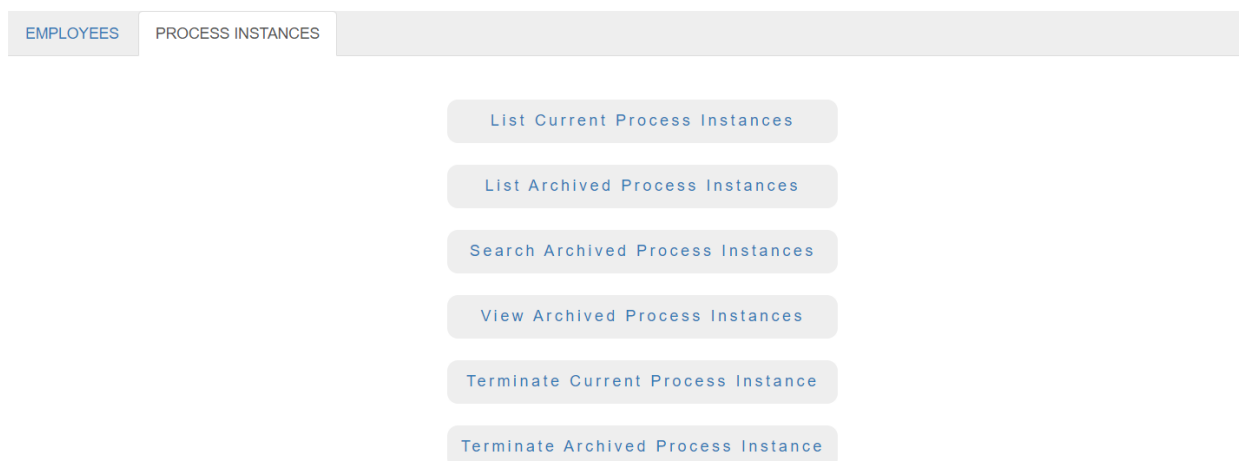 EMPLOYEES PROCESS INSTANCES
List Current Process Instances
List Archived Process Instances
Search Archived Process Instances
View Archived Process Instances
Terminate Current Process Instance
Terminate Archived Process Instance